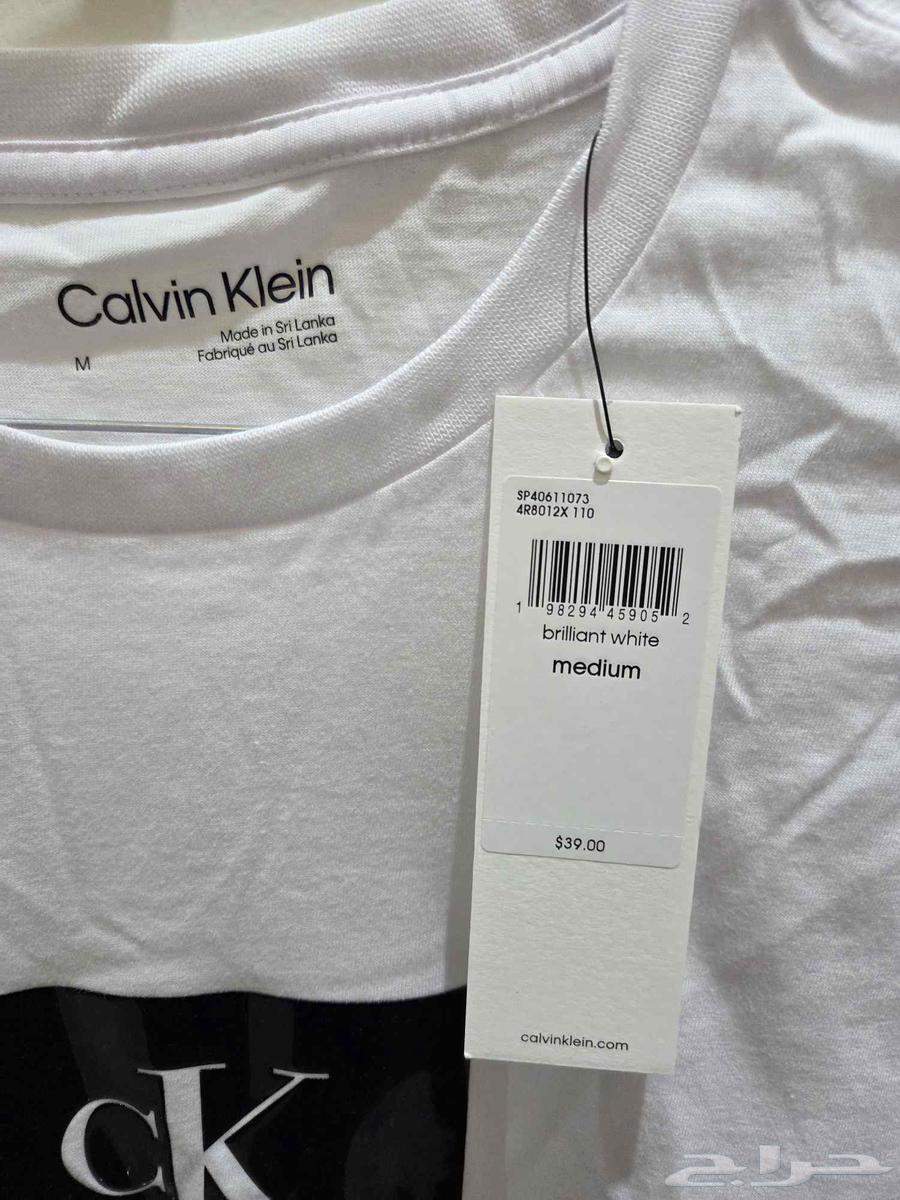 Calvin Klein
Made in Sri Lanka
Fabriqué au Sri Lanka
M
SP40611073
4R8012X 110
1 98294 45905 2
brilliant white
medium
$39.00
calvinklein.com
cK
حراج